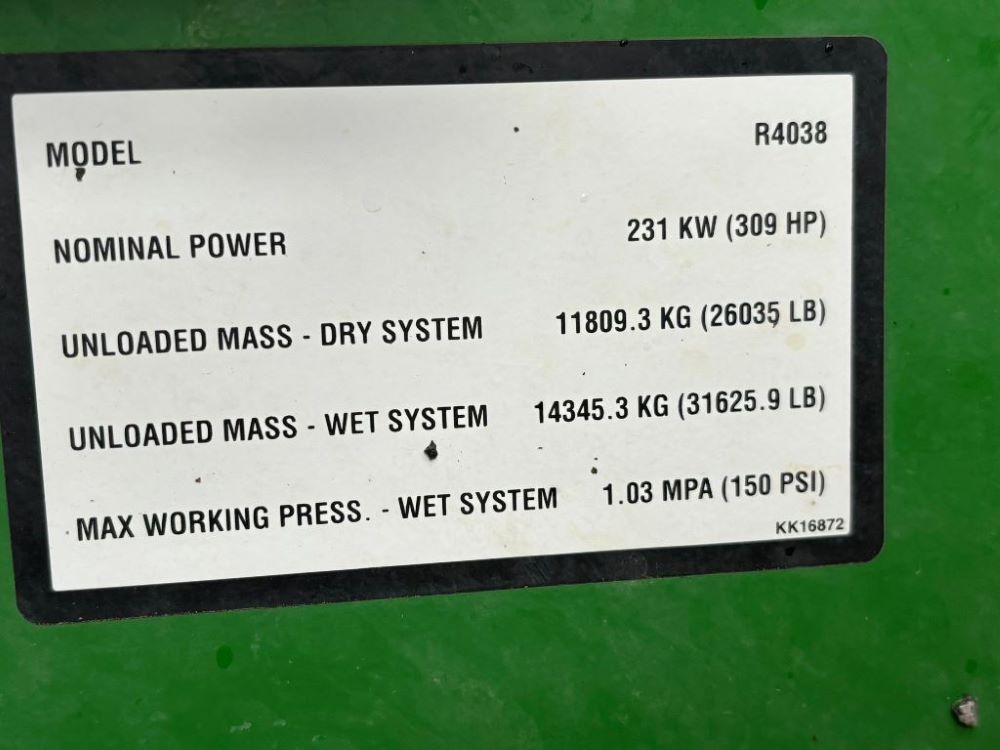 MODEL R4038
NOMINAL POWER 231 KW (309 HP)
UNLOADED MASS - DRY SYSTEM 11809.3 KG (26035 LB)
UNLOADED MASS - WET SYSTEM 14345.3 KG (31625.9 LB)
MAX WORKING PRESS. - WET SYSTEM 1.03 MPA (150 PSI)
KK16872